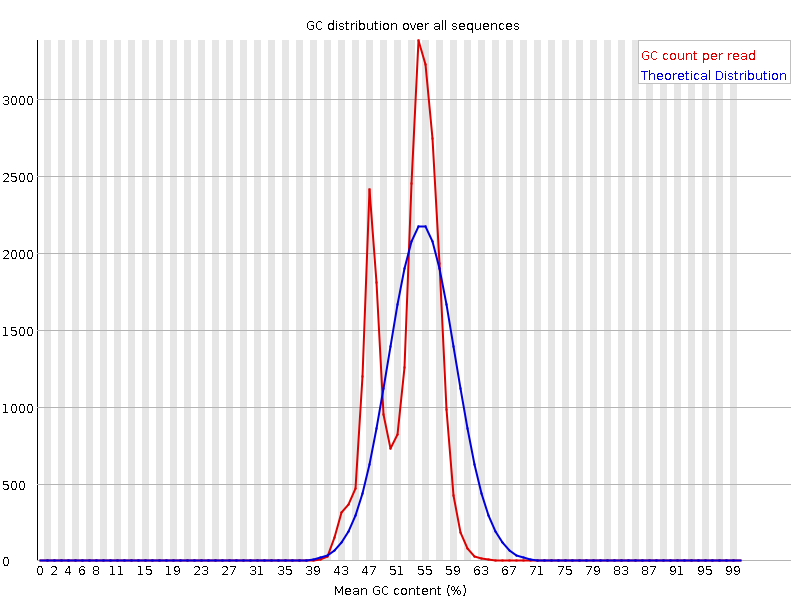 GC distribution over all sequences
GC count per read
Theoretical Distribution
3000
2500
2000
1500
1000
500
0
0 2 4 6 8 11 15 19 23 27 31 35 39 43 47 51 55 59 63 67 71 75 79 83 87 91 95 99
Mean GC content (%)